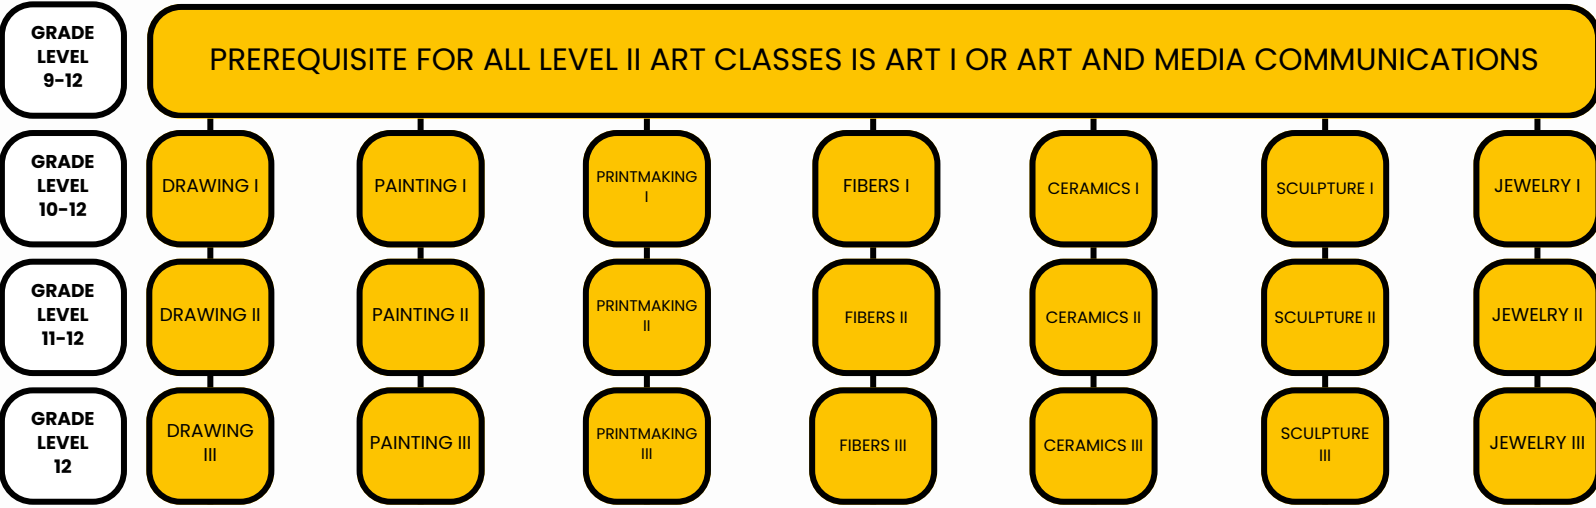 GRADE
LEVEL
9-12
PREREQUISITE FOR ALL LEVEL II ART CLASSES IS ART I OR ART AND MEDIA COMMUNICATIONS
GRADE
LEVEL
10-12
DRAWING I
PAINTING I
PRINTMAKING
I
FIBERS I
CERAMICS I
SCULPTURE I
JEWELRY I
GRADE
LEVEL
11-12
DRAWING II
PAINTING II
PRINTMAKING
II
FIBERS II
CERAMICS II
SCULPTURE II
JEWELRY II
GRADE
LEVEL
12
DRAWING
III
PAINTING III
PRINTMAKING
III
FIBERS III
CERAMICS III
SCULPTURE
III
JEWELRY III